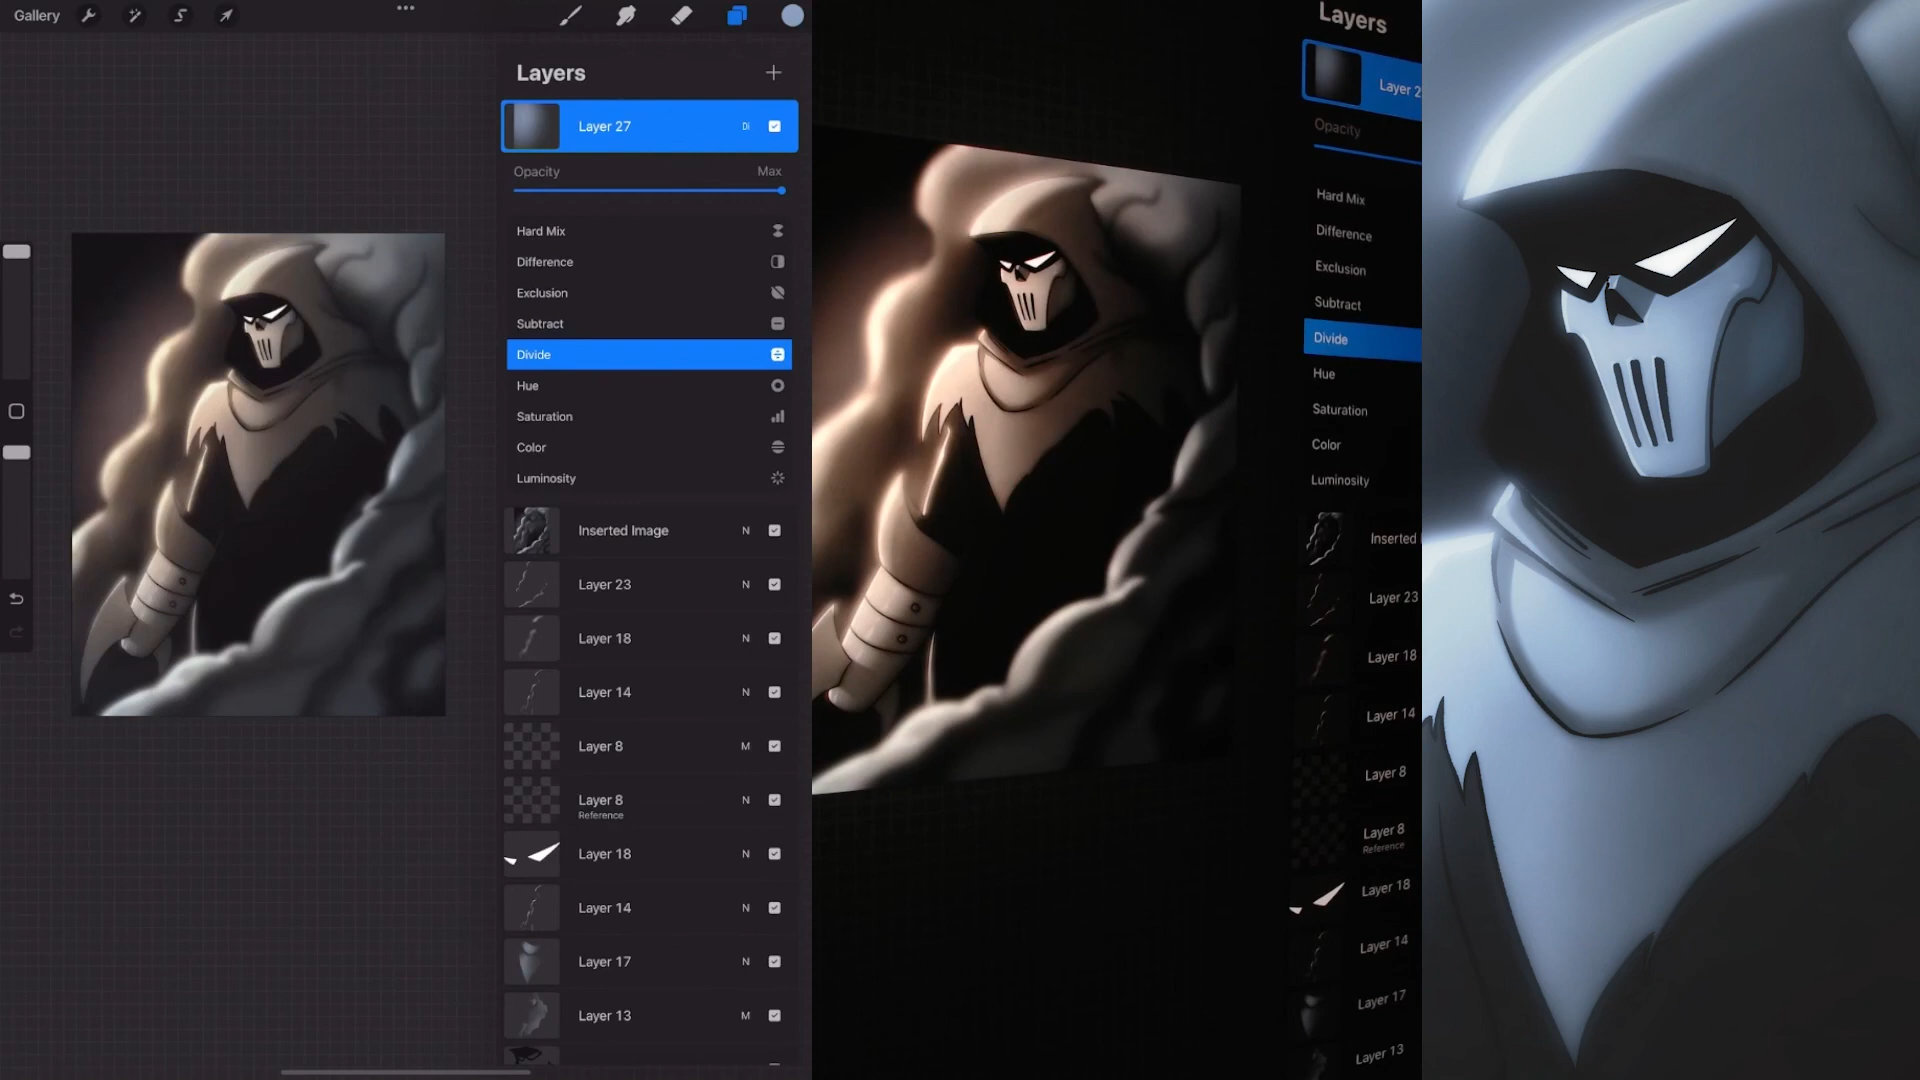 Gallery
Layers
Layer 27 Di
Opacity Max
Hard Mix
Difference
Exclusion
Subtract
Divide
Hue
Saturation
Color
Luminosity
Inserted Image N
Layer 23 N
Layer 18 N
Layer 14 N
Layer 8 M
Layer 8 N
Reference
Layer 18 N
Layer 14 N
Layer 17 N
Layer 13 M
Layers
Layer 2
Opacity
Hard Mix
Difference
Exclusion
Subtract
Divide
Hue
Saturation
Color
Luminosity
Inserted
Layer 23
Layer 18
Layer 14
Layer 8
Layer 8
Reference
Layer 18
Layer 14
Layer 17
Layer 13